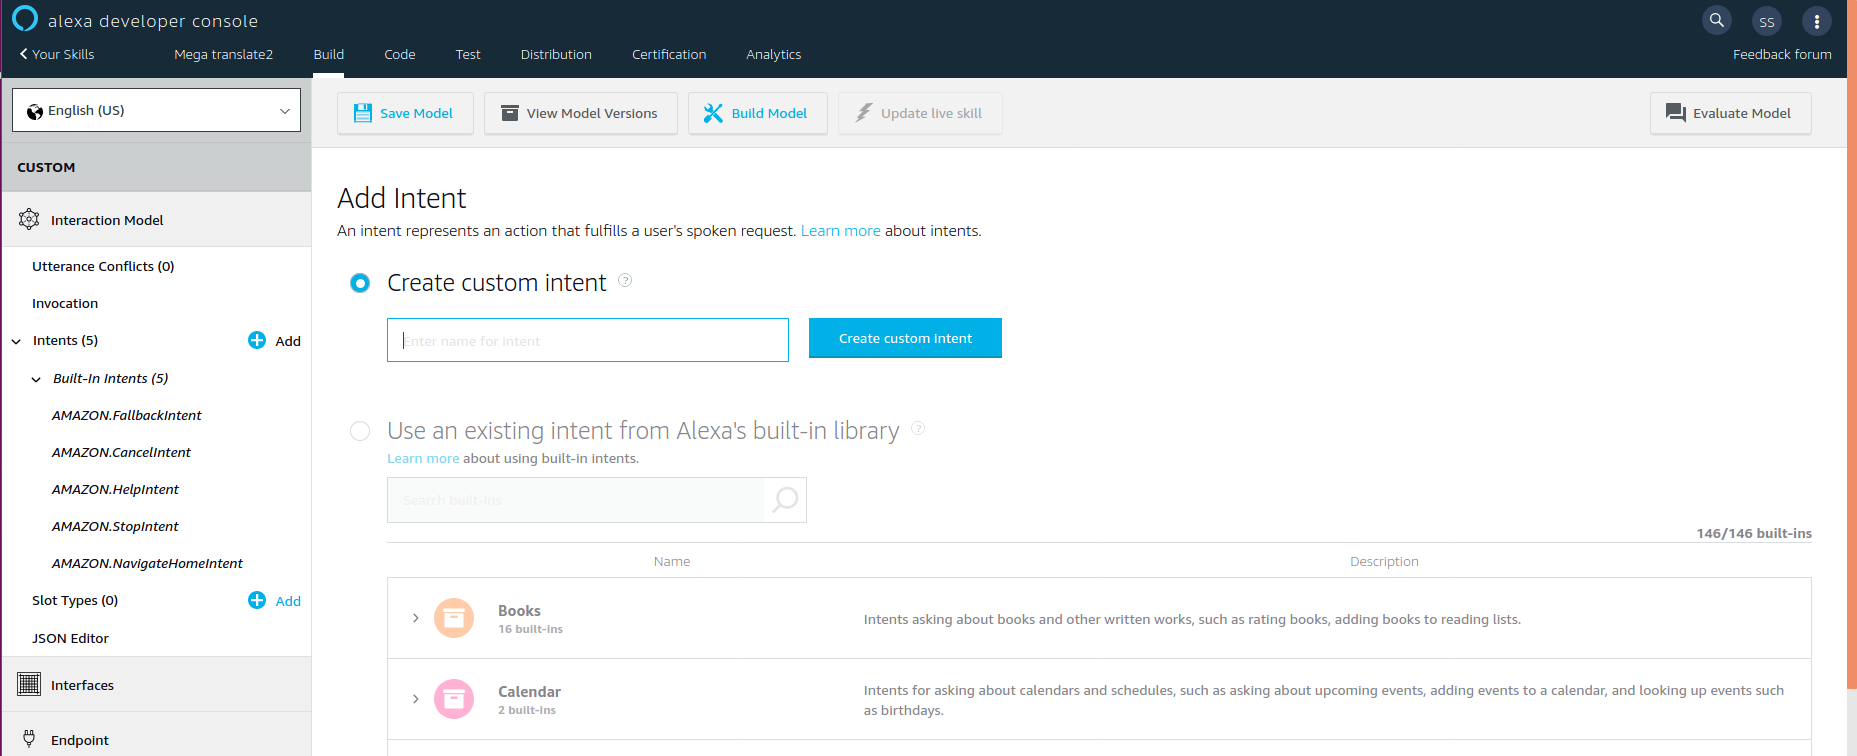 alexa developer console
SS
Your Skills
Mega translate2
Build
Code
Test
Distribution
Certification
Analytics
Feedback forum
English (US)
Save Model
View Model Versions
Build Model
Update live skill
Evaluate Model
CUSTOM
Interaction Model
Utterance Conflicts (0)
Invocation
Intents (5)
Add
Built-In Intents (5)
AMAZON.FallbackIntent
AMAZON.CancelIntent
AMAZON.HelpIntent
AMAZON.StopIntent
AMAZON.NavigateHomeIntent
Slot Types (0)
Add
JSON Editor
Interfaces
Endpoint
Add Intent
An intent represents an action that fulfills a user's spoken request. Learn more about intents.
Create custom intent ?
Enter name for intent
Create custom intent
Use an existing intent from Alexa's built-in library ?
Learn more about using built-in intents.
Search built-ins
146/146 built-ins
Name
Description
Books
16 built-ins
Intents asking about books and other written works, such as rating books, adding books to reading lists.
Calendar
2 built-ins
Intents for asking about calendars and schedules, such as asking about upcoming events, adding events to a calendar, and looking up events such
as birthdays.